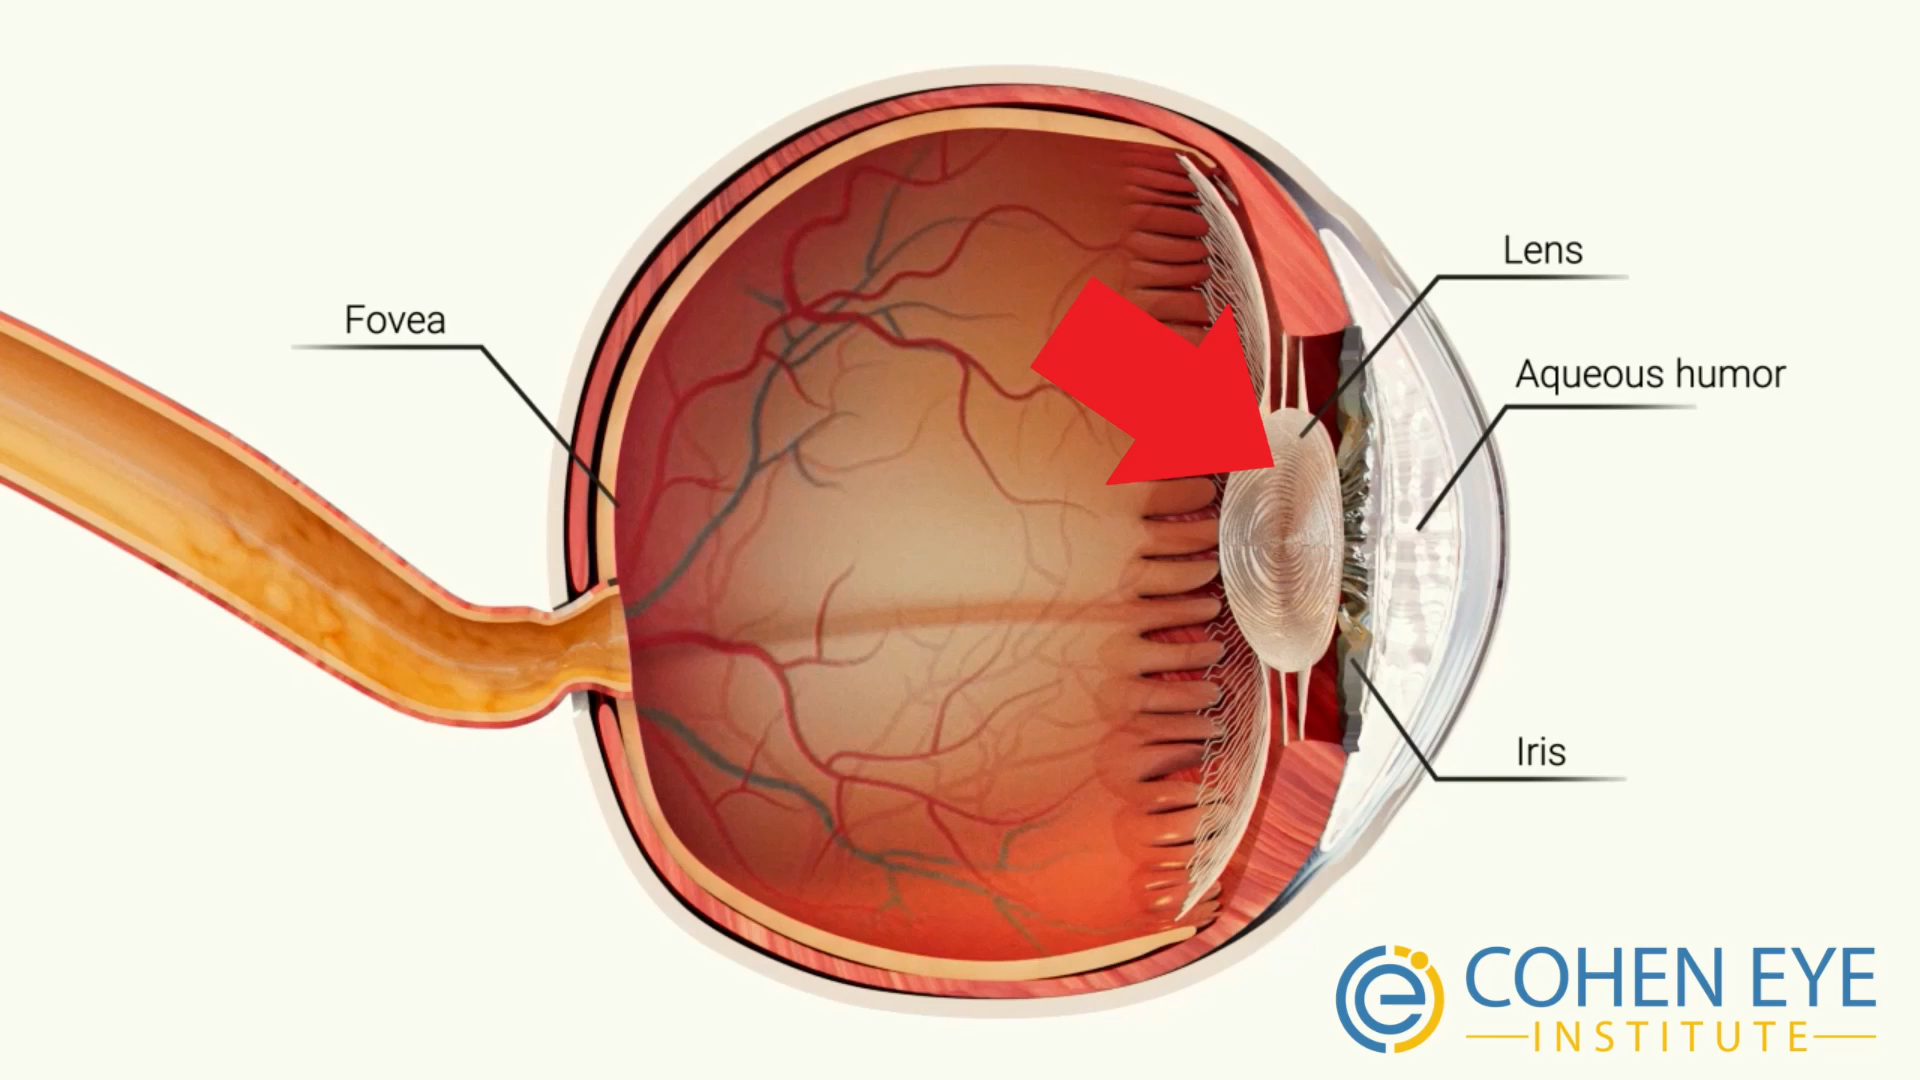 Lens
Fovea
Aqueous humor
Iris
COHEN EYE
INSTITUTE